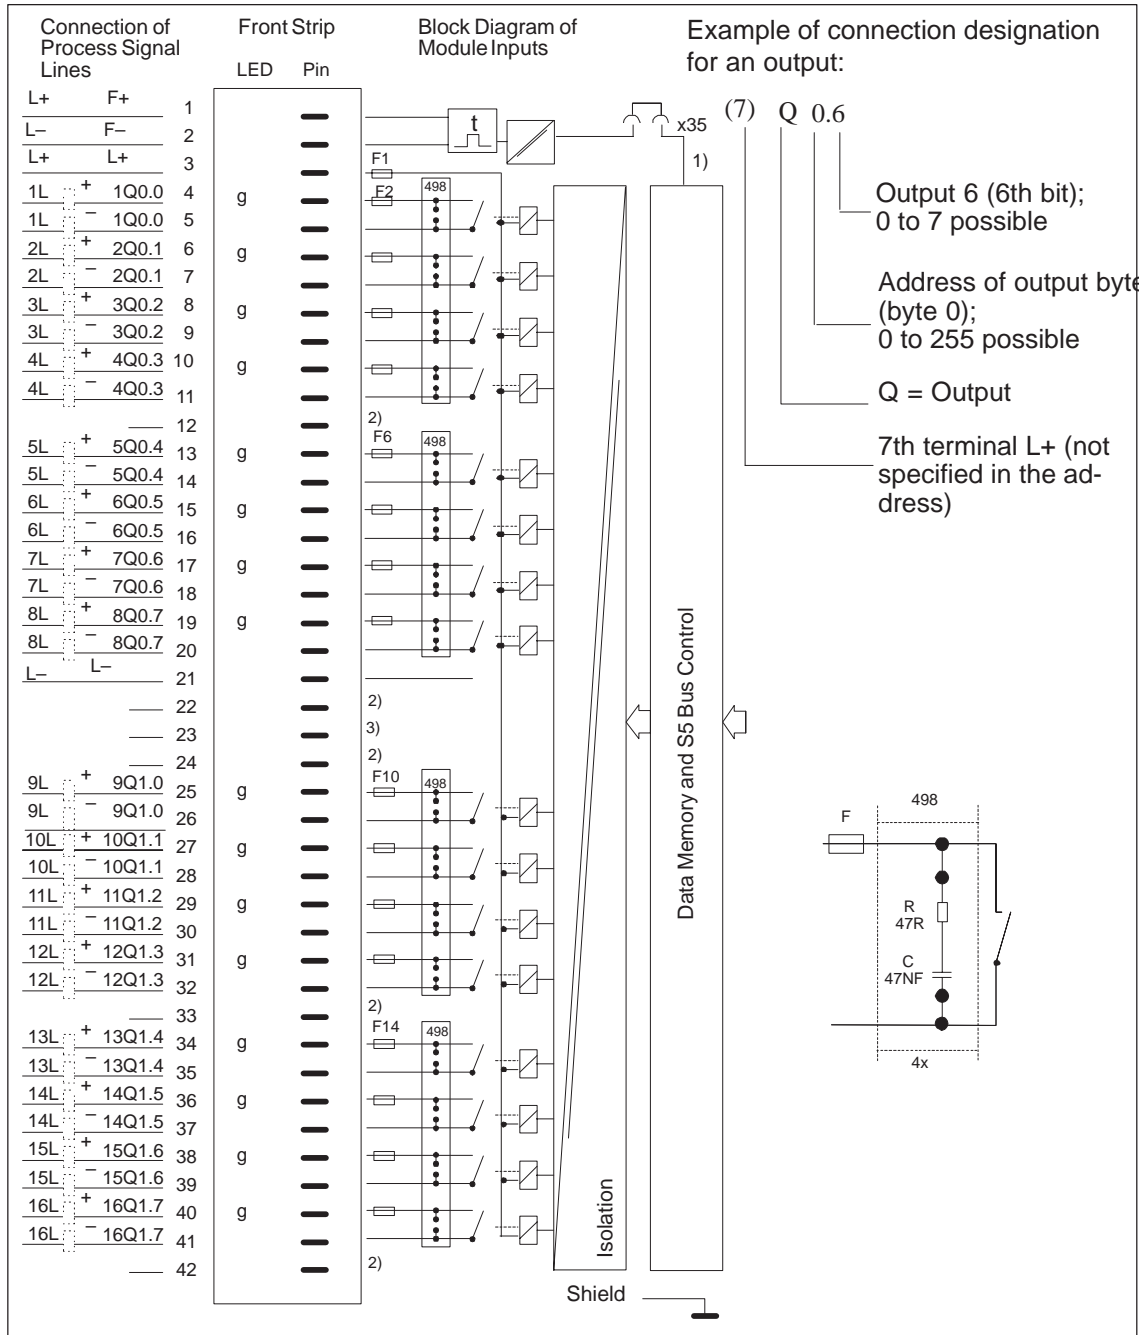 Connection of
Process Signal
Lines
Front Strip
LED Pin
Block Diagram of
Module Inputs
Example of connection designation
for an output:
(7) Q 0.6
Output 6 (6th bit);
0 to 7 possible
Address of output byte
(byte 0);
0 to 255 possible
Q = Output
7th terminal L+ (not
specified in the ad-
dress)
L+ F+ 1
L– F– 2
t
x35
1)
L+ L+ 3 F1
1L + 1Q0.0 4 g F2 498
1L – 1Q0.0 5
2L + 2Q0.1 6 g
2L – 2Q0.1 7
3L + 3Q0.2 8 g
3L – 3Q0.2 9
4L + 4Q0.3 10 g
4L – 4Q0.3 11
12 2)
5L + 5Q0.4 13 g F6 498
5L – 5Q0.4 14
6L + 6Q0.5 15 g
6L – 6Q0.5 16
7L + 7Q0.6 17 g
7L – 7Q0.6 18
8L + 8Q0.7 19 g
8L – 8Q0.7 20
L– L– 21
22 2)
23 3)
24 2)
9L + 9Q1.0 25 g F10 498
9L – 9Q1.0 26
10L + 10Q1.1 27 g
10L – 10Q1.1 28
11L + 11Q1.2 29 g
11L – 11Q1.2 30
12L + 12Q1.3 31 g
12L – 12Q1.3 32
33 2)
13L + 13Q1.4 34 g F14 498
13L – 13Q1.4 35
14L + 14Q1.5 36 g
14L – 14Q1.5 37
15L + 15Q1.6 38 g
15L – 15Q1.6 39
16L + 16Q1.7 40 g
16L – 16Q1.7 41
42 2)
Isolation
Data Memory and S5 Bus Control
Shield
498
F
R
47R
C
47NF
4x